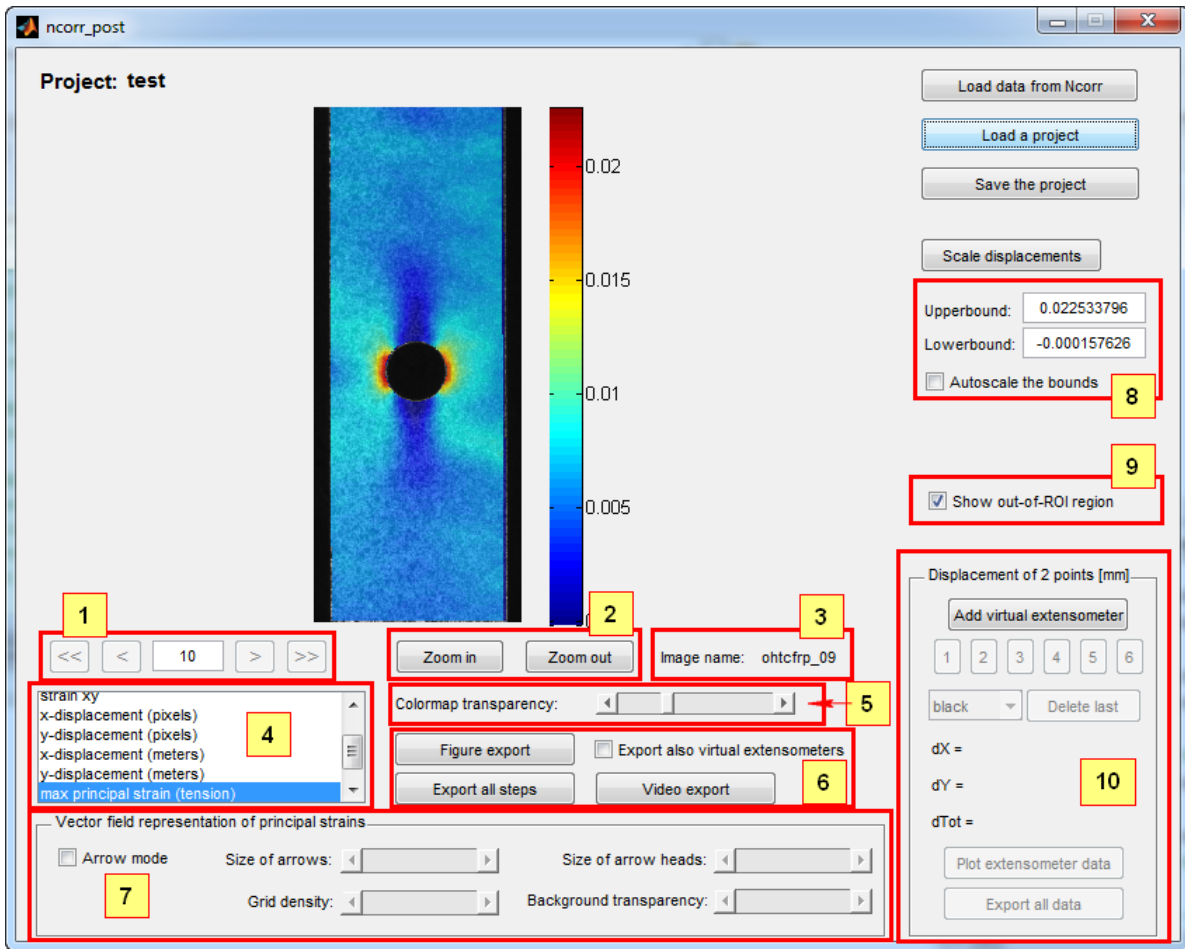 ncorr_post
Project: test
Load data from Ncorr
Load a project
Save the project
Scale displacements
0.02
0.015
0.01
0.005
Upperbound: 0.022533796
Lowerbound: -0.000157626
Autoscale the bounds
8
9
Show out-of-ROI region
1
<< < 10 > >>
2
Zoom in Zoom out
3
Image name: ohtcfrp_09
strain xy
x-displacement (pixels)
y-displacement (pixels)
x-displacement (meters)
y-displacement (meters)
max principal strain (tension)
4
Colormap transparency:
5
Figure export Export also virtual extensometers
Export all steps Video export
6
Vector field representation of principal strains
Arrow mode Size of arrows: Size of arrow heads:
7
Grid density: Background transparency:
Displacement of 2 points [mm]
Add virtual extensometer
1 2 3 4 5 6
black Delete last
dX =
dY =
dTot =
10
Plot extensometer data
Export all data